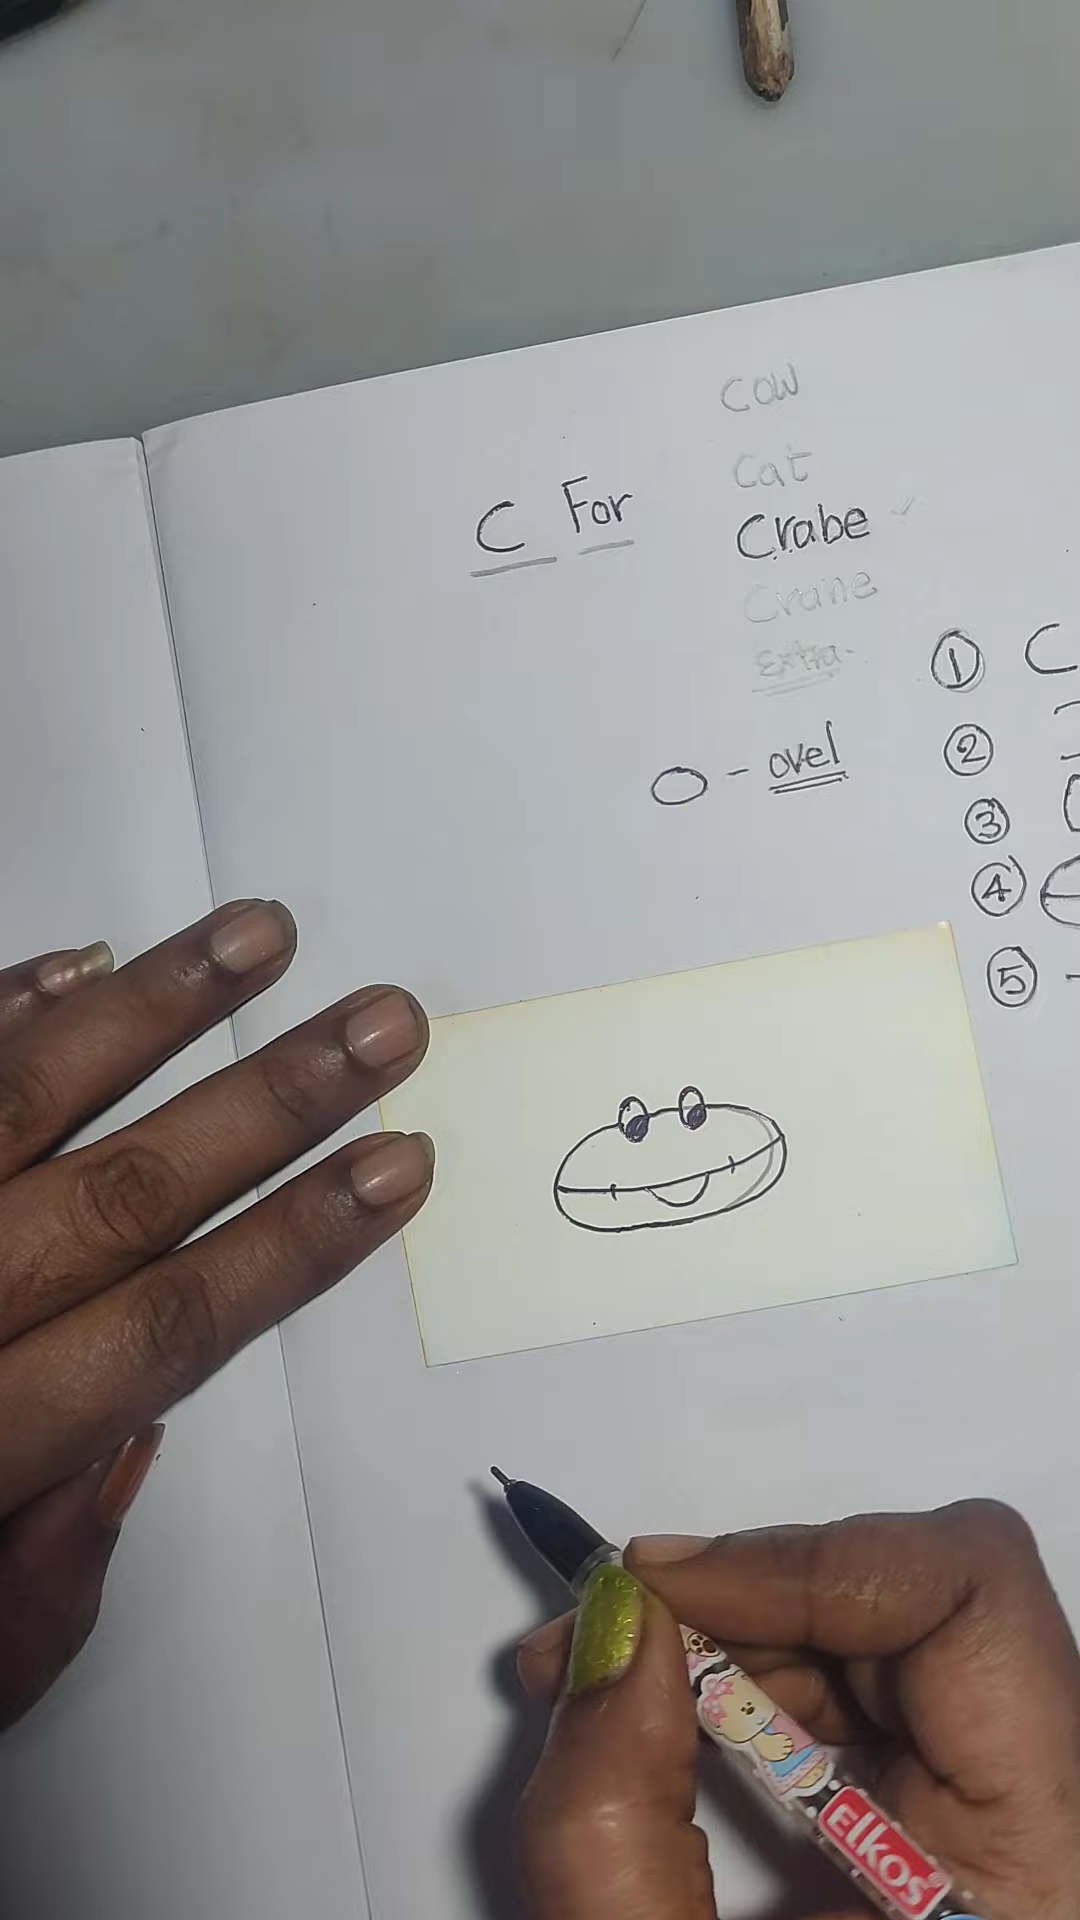 cow
cat
C For
Crabe
Crane
Extra.
O - ovel
① C
②
③
④
⑤ -
Elkos